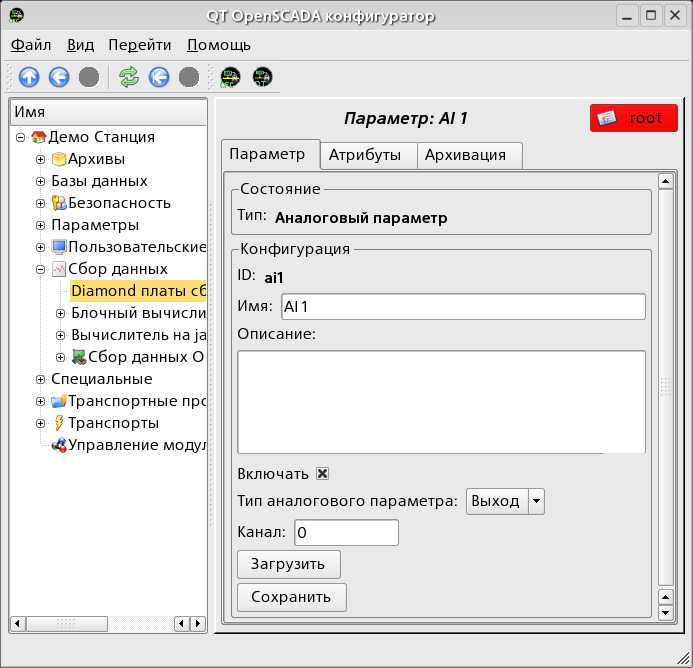 QT OpenSCADA конфигуратор
Файл Вид Перейти Помощь
Имя
Демо Станция
Архивы
Базы данных
Безопасность
Параметры
Пользовательские
Сбор данных
Diamond платы сб
Блочный вычисли
Вычислитель на ja
Сбор данных О
Специальные
Транспортные про
Транспорты
Управление модул
Параметр: AI 1
root
Параметр Атрибуты Архивация
Состояние
Тип: Аналоговый параметр
Конфигурация
ID: ai1
Имя: AI 1
Описание:
Включать
Тип аналогового параметра: Выход
Канал: 0
Загрузить
Сохранить